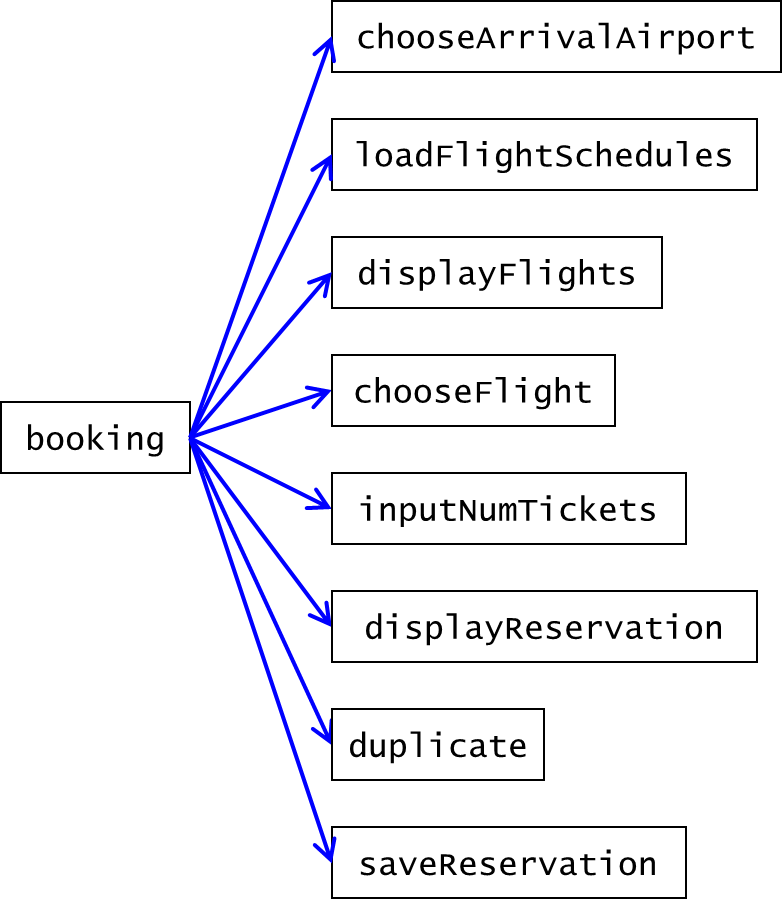 chooseArrivalAirport
loadFlightSchedules
displayFlights
chooseFlight
booking
inputNumTickets
displayReservation
duplicate
saveReservation